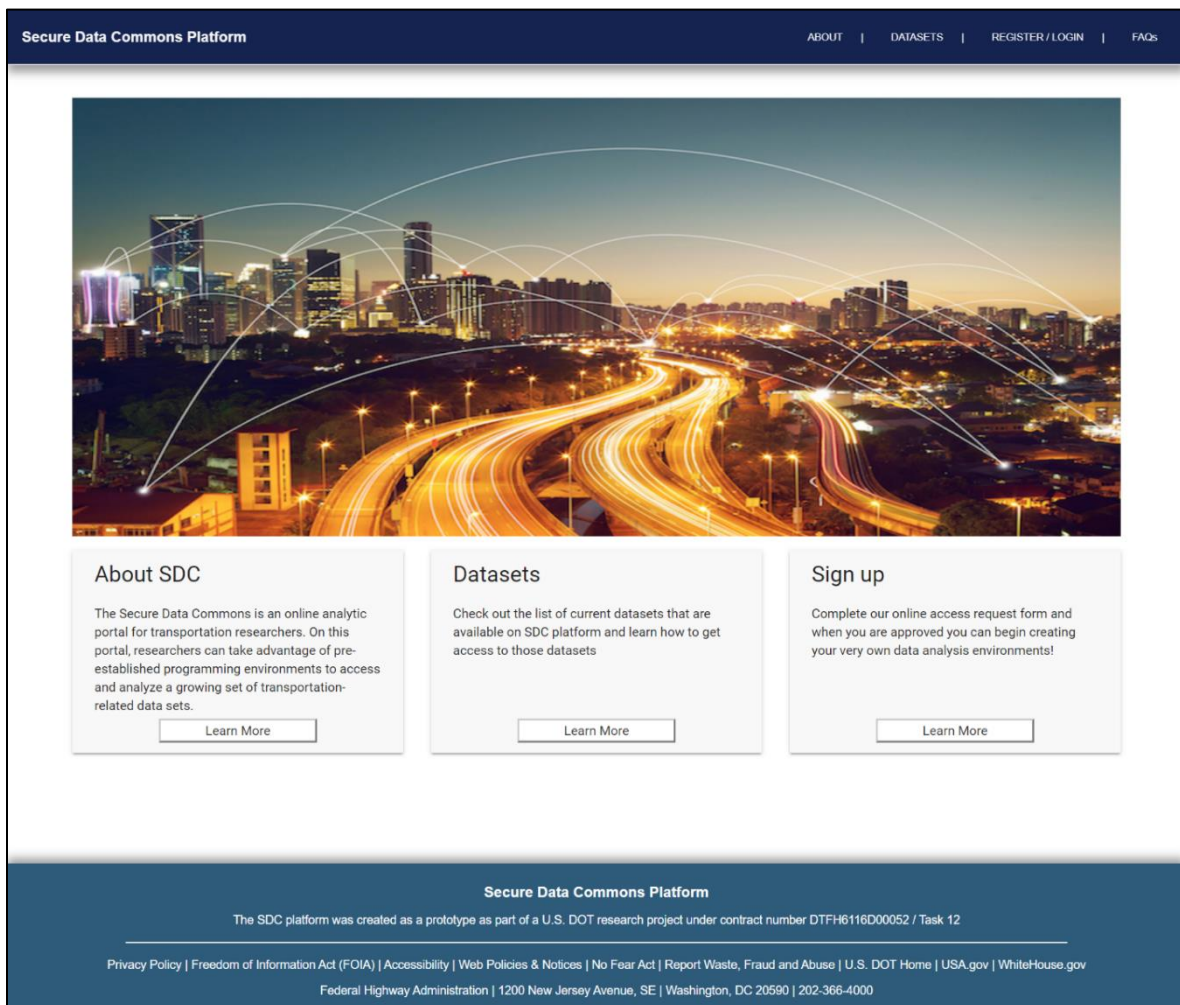 Secure Data Commons Platform
ABOUT | DATASETS | REGISTER / LOGIN | FAQs
About SDC
The Secure Data Commons is an online analytic
portal for transportation researchers. On this
portal, researchers can take advantage of pre-
established programming environments to access
and analyze a growing set of transportation-
related data sets.
Learn More
Datasets
Check out the list of current datasets that are
available on SDC platform and learn how to get
access to those datasets
Learn More
Sign up
Complete our online access request form and
when you are approved you can begin creating
your very own data analysis environments!
Learn More
Secure Data Commons Platform
The SDC platform was created as a prototype as part of a U.S. DOT research project under contract number DTFH6116D00052 / Task 12
Privacy Policy | Freedom of Information Act (FOIA) | Accessibility | Web Policies & Notices | No Fear Act | Report Waste, Fraud and Abuse | U.S. DOT Home | USA.gov | WhiteHouse.gov
Federal Highway Administration | 1200 New Jersey Avenue, SE | Washington, DC 20590 | 202-366-4000